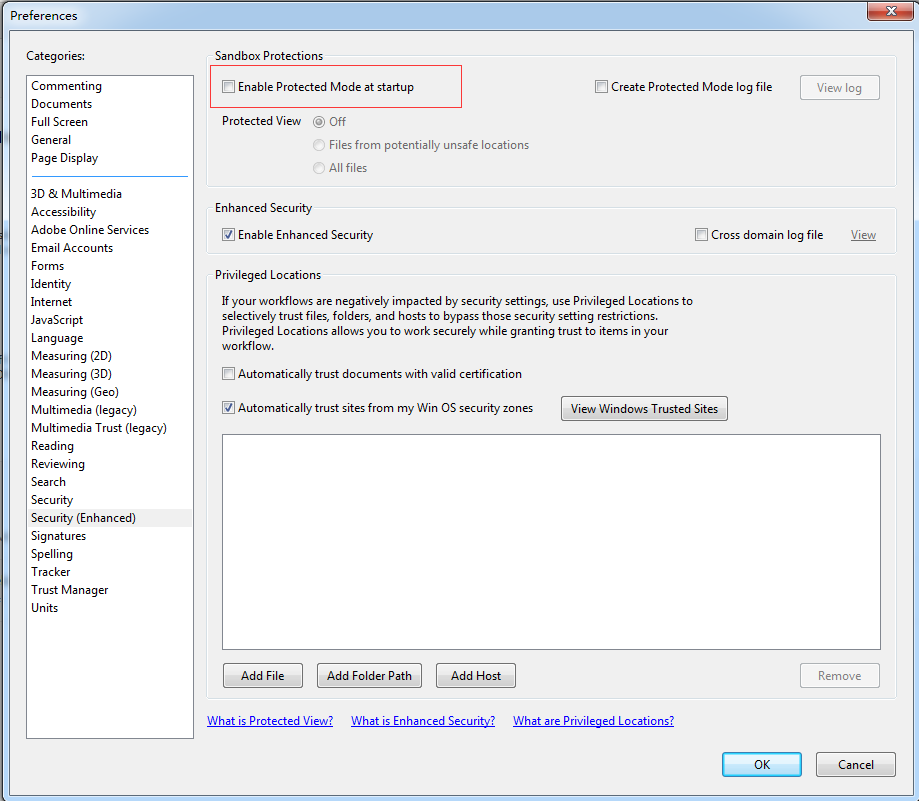 Preferences
Categories:
Commenting
Documents
Full Screen
General
Page Display
3D & Multimedia
Accessibility
Adobe Online Services
Email Accounts
Forms
Identity
Internet
JavaScript
Language
Measuring (2D)
Measuring (3D)
Measuring (Geo)
Multimedia (legacy)
Multimedia Trust (legacy)
Reading
Reviewing
Search
Security
Security (Enhanced)
Signatures
Spelling
Tracker
Trust Manager
Units
Sandbox Protections
Enable Protected Mode at startup
Create Protected Mode log file
View log
Protected View
Off
Files from potentially unsafe locations
All files
Enhanced Security
Enable Enhanced Security
Cross domain log file
View
Privileged Locations
If your workflows are negatively impacted by security settings, use Privileged Locations to
selectively trust files, folders, and hosts to bypass those security setting restrictions.
Privileged Locations allows you to work securely while granting trust to items in your
workflow.
Automatically trust documents with valid certification
Automatically trust sites from my Win OS security zones
View Windows Trusted Sites
Add File
Add Folder Path
Add Host
Remove
What is Protected View?
What is Enhanced Security?
What are Privileged Locations?
OK
Cancel